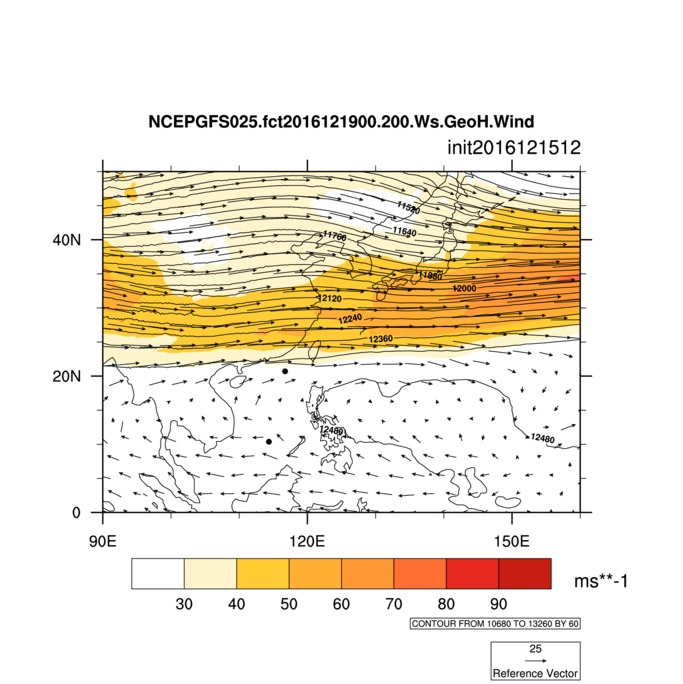 NCEPGFS025.fct2016121900.200.Ws.GeoH.Wind
init2016121512
11520
11640
40N
11760
11880
12000
12120
12240
12360
20N
12480
12480
0
90E 120E 150E
ms**-1
30 40 50 60 70 80 90
CONTOUR FROM 10680 TO 13260 BY 60
25
Reference Vector